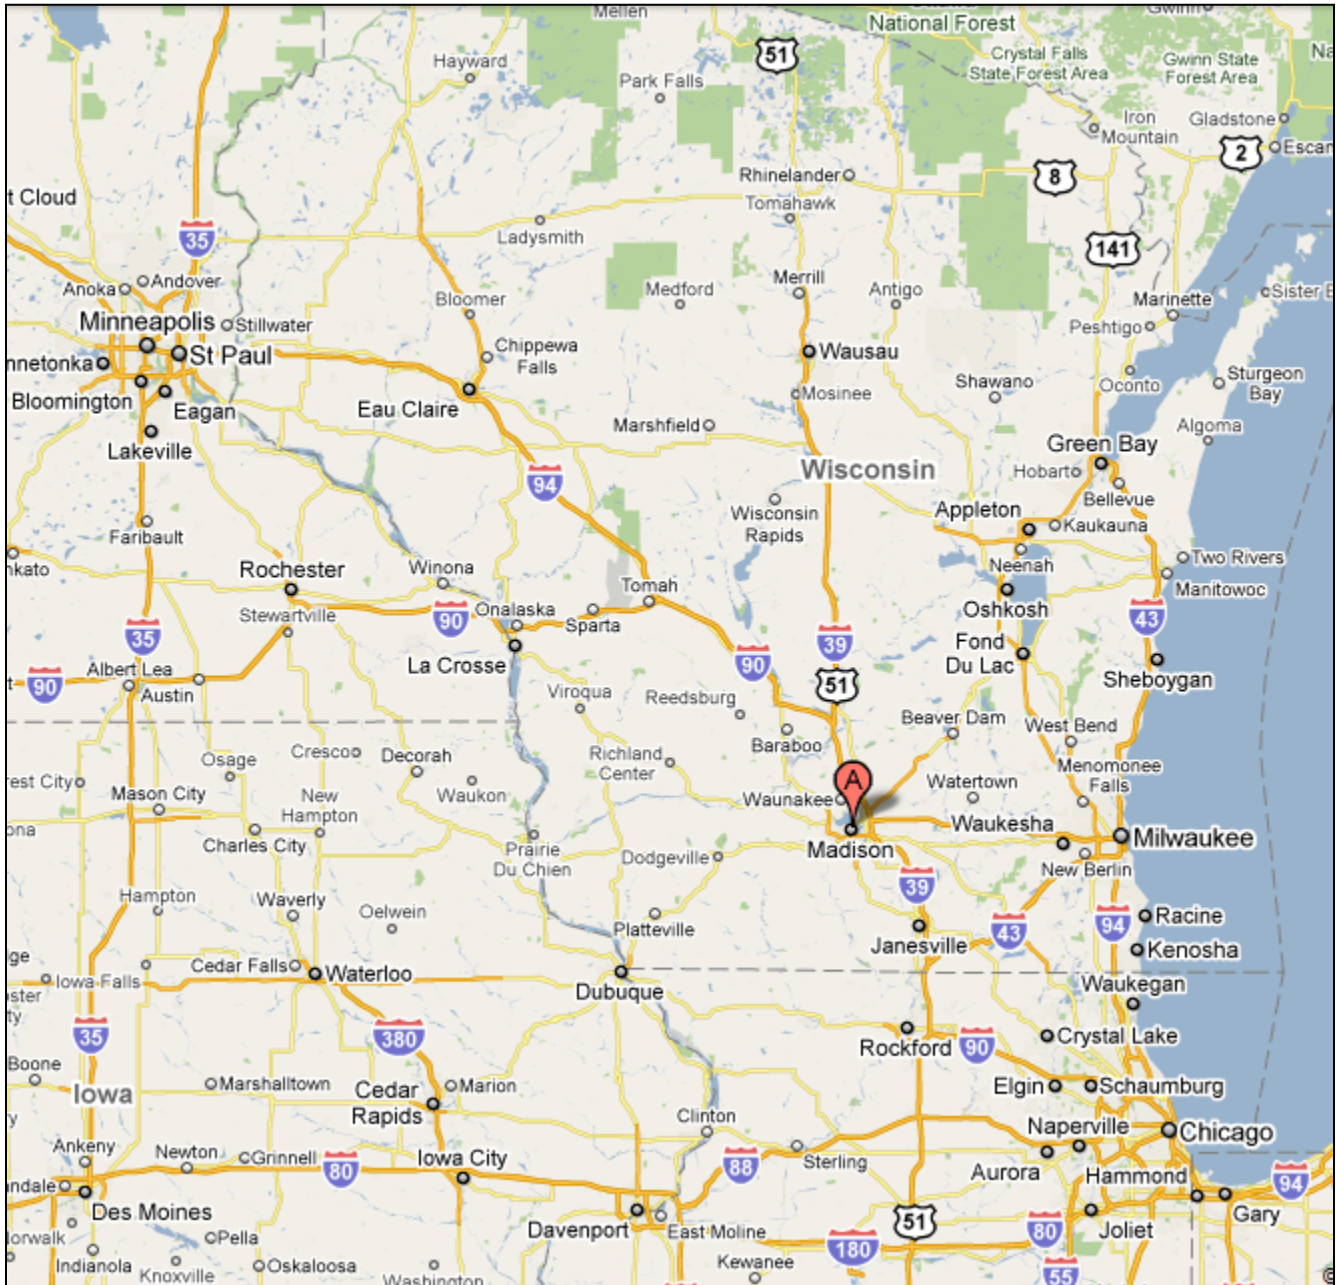 Mellen
National Forest
Gwinn
51
Hayward
Crystal Falls
State Forest Area
Gwinn State
Forest Area
Park Falls
Iron
Mountain
Gladstone
2
Rhinelander
8
t Cloud
Tomahawk
35
Ladysmith
141
Anoka
Andover
Merrill
Medford
Antigo
Marinette
Bloomer
Minneapolis
Stillwater
Peshtigo
St Paul
Chippewa
Falls
Wausau
nnetonka
Shawano
Oconto
Sturgeon
Bay
Bloomington
Eagan
Eau Claire
Mosinee
Marshfield
Algoma
Lakeville
Green Bay
Wisconsin
Hobart
94
Bellevue
Wisconsin
Rapids
Appleton
Kaukauna
Faribault
nkato
Neenah
Two Rivers
Rochester
Winona
Tomah
Manitowoc
Stewartville
90
Onalaska
Sparta
Oshkosh
43
35
39
La Crosse
90
Fond
Du Lac
Albert Lea
90
Austin
51
Sheboygan
Viroqua
Reedsburg
Beaver Dam
West Bend
Baraboo
Cresco
Decorah
Richland
Center
Osage
Menomonee
Falls
rest City
Mason City
New
Hampton
Waukon
A
Watertown
Waunakee
ona
Waukesha
Charles City
Prairie
Du Chien
Dodgeville
Madison
Milwaukee
New Berlin
39
Hampton
Waverly
Oelwein
Platteville
Racine
43
94
Janesville
Kenosha
ge
Cedar Falls
Waterloo
Iowa Falls
Dubuque
Waukegan
ster
ty
35
380
Rockford
90
Crystal Lake
Boone
Marshalltown
Marion
Elgin
Schaumburg
Iowa
Cedar
Rapids
Clinton
Naperville
Chicago
Ankeny
Newton
Grinnell
80
Iowa City
88
Sterling
Aurora
Hammond
94
ndale
Des Moines
51
80
Joliet
Gary
Davenport
East Moline
orwalk
Pella
180
Indianola
Knoxville
Oskaloosa
Washington
Kewanee
55